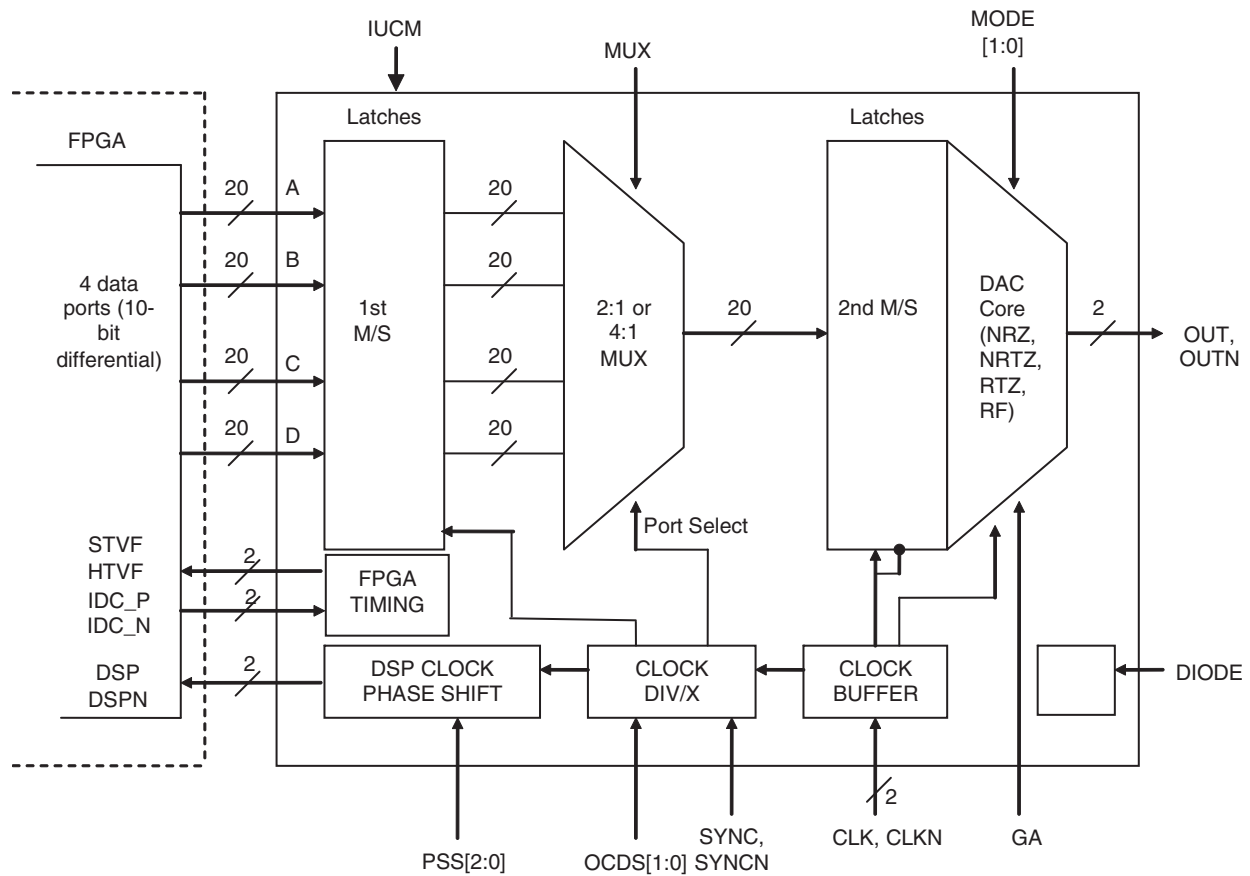 IUCM
MUX
MODE
[1:0]
Latches
Latches
FPGA
20
A
20
20
B
20
4 data
ports (10-
bit
differential)
1st
M/S
2:1 or
4:1
MUX
20
2nd M/S
DAC
Core
(NRZ,
NRTZ,
RTZ,
RF)
2
OUT,
OUTN
20
C
20
20
D
20
Port Select
STVF
HTVF
2
FPGA
TIMING
IDC_P
IDC_N
2
DSP
DSPN
2
DSP CLOCK
PHASE SHIFT
CLOCK
DIV/X
CLOCK
BUFFER
DIODE
2
PSS[2:0]
OCDS[1:0]
SYNC,
SYNCN
CLK, CLKN
GA